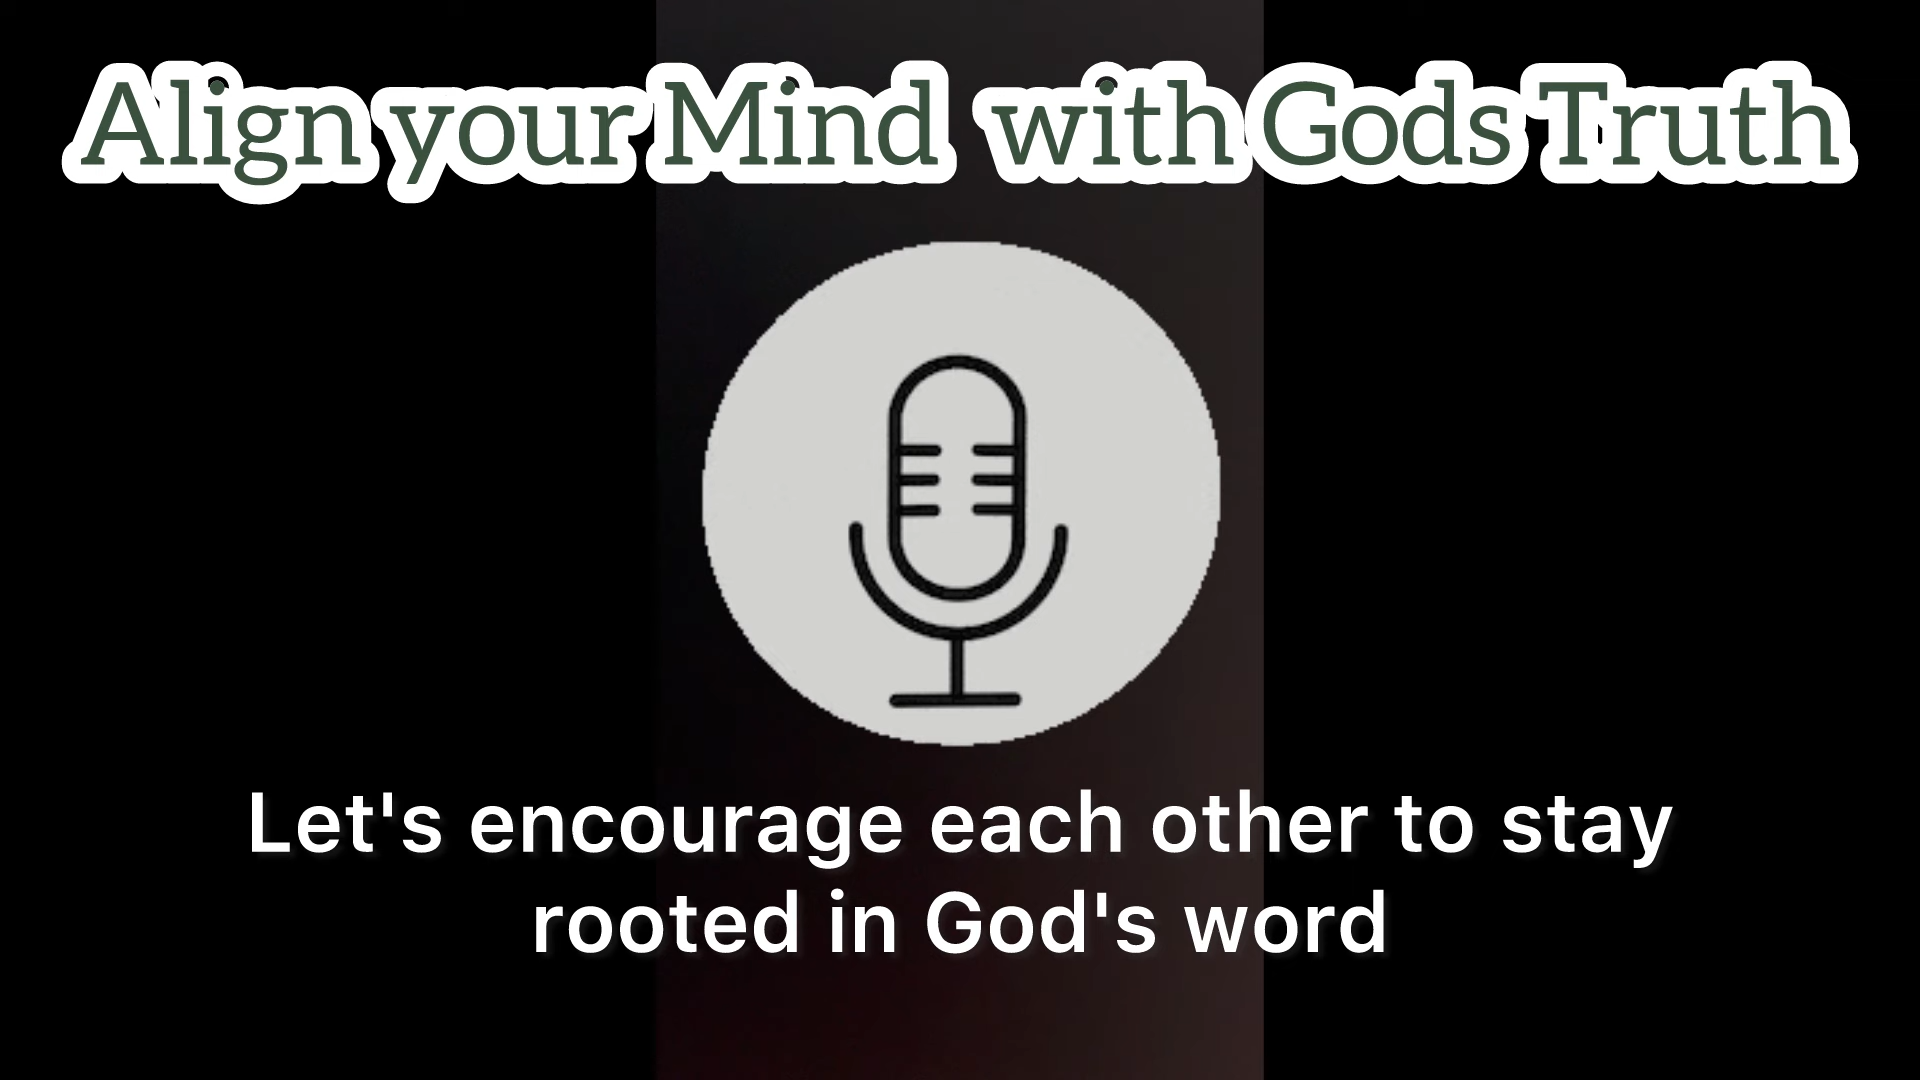 Align your Mind with Gods Truth
Let's encourage each other to stay
rooted in God's word